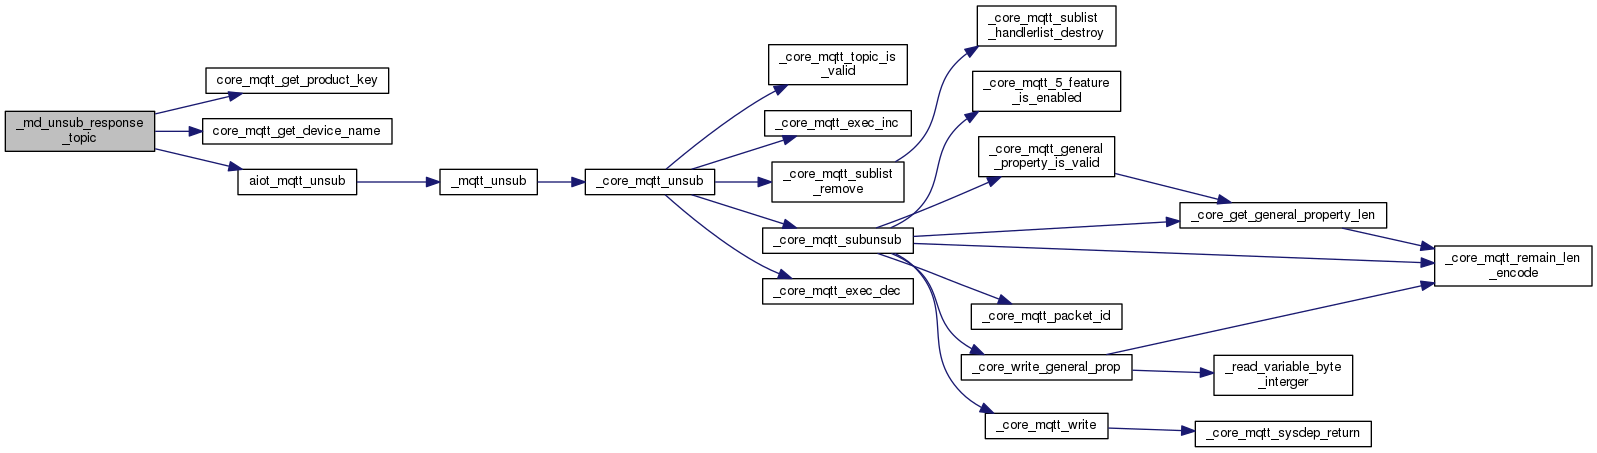 _md_unsub_response
_topic
core_mqtt_get_product_key
core_mqtt_get_device_name
aiot_mqtt_unsub
_mqtt_unsub
_core_mqtt_unsub
_core_mqtt_topic_is
_valid
_core_mqtt_exec_inc
_core_mqtt_sublist
_remove
_core_mqtt_subunsub
_core_mqtt_exec_dec
_core_mqtt_sublist
_handlerlist_destroy
_core_mqtt_5_feature
_is_enabled
_core_mqtt_general
_property_is_valid
_core_get_general_property_len
_core_mqtt_remain_len
_encode
_core_mqtt_packet_id
_core_write_general_prop
_read_variable_byte
_interger
_core_mqtt_write
_core_mqtt_sysdep_return